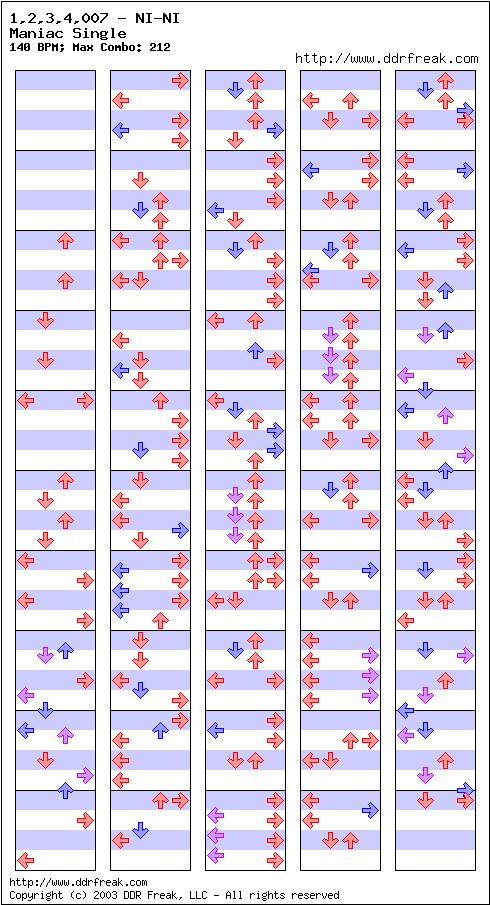 1,2,3,4,007 - NI-NI
Maniac Single
140 BPM; Max Combo: 212
http://www.ddrfreak.com
http://www.ddrfreak.com
Copyright (c) 2003 DDR Freak, LLC - All rights reserved